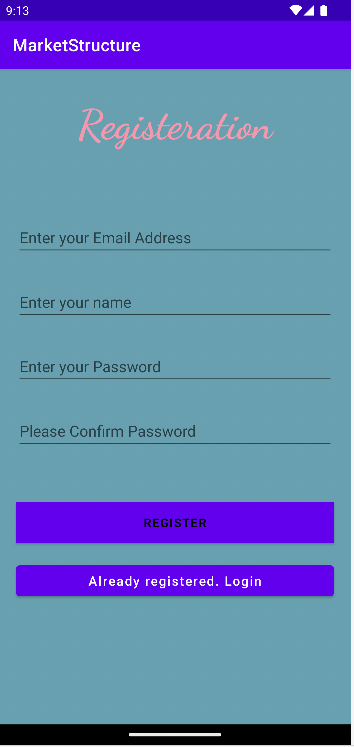 9:13
MarketStructure
Registeration
Enter your Email Address
Enter your name
Enter your Password
Please Confirm Password
REGISTER
Already registered. Login